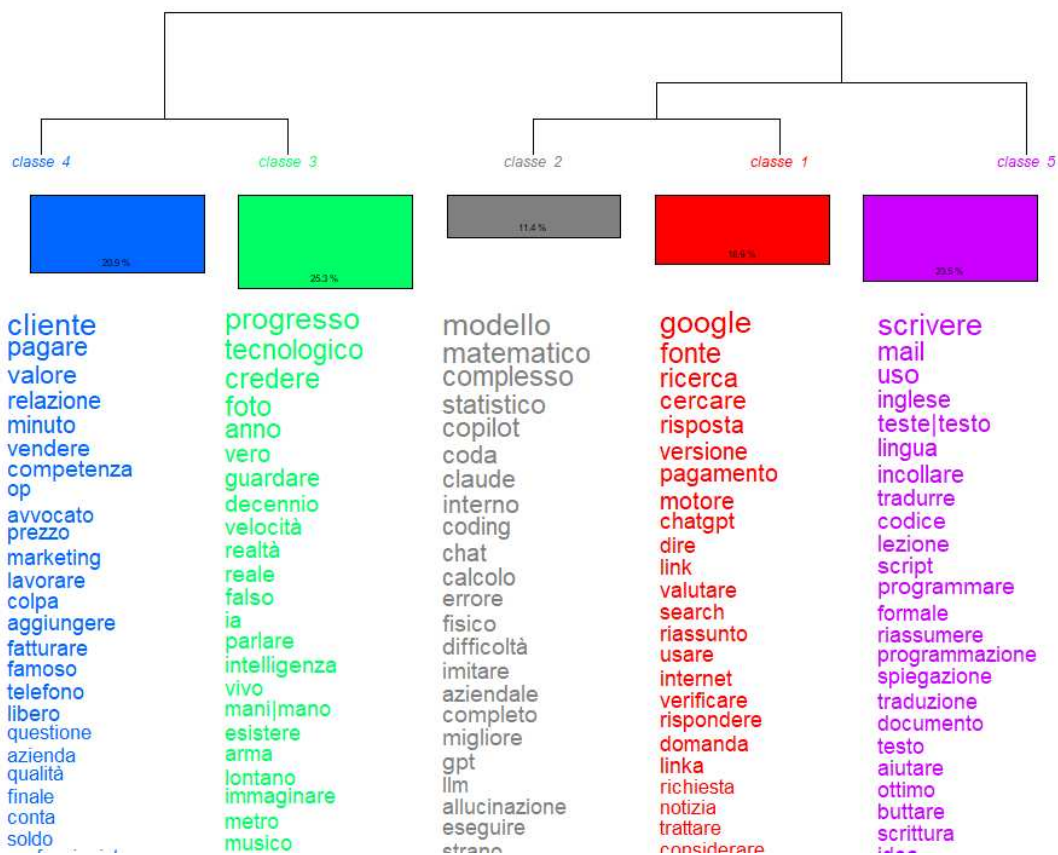 classe 4
classe 3
classe 2
classe 1
classe 5
20.9 %
25.3 %
11.4 %
18.9 %
23.5 %
cliente
pagare
valore
relazione
minuto
vendere
competenza
op
avvocato
prezzo
marketing
lavorare
colpa
aggiungere
fatturare
famoso
telefono
libero
questione
azienda
qualità
finale
conta
soldo
progresso
tecnologico
credere
foto
anno
vero
guardare
decennio
velocità
realtà
reale
falso
ia
parlare
intelligenza
vivo
mani|mano
esistere
arma
lontano
immaginare
metro
musico
modello
matematico
complesso
statistico
copilot
coda
claude
interno
coding
chat
calcolo
errore
fisico
difficoltà
imitare
aziendale
completo
migliore
gpt
llm
allucinazione
eseguire
strano
google
fonte
ricerca
cercare
risposta
versione
pagamento
motore
chatgpt
dire
link
valutare
search
riassunto
usare
internet
verificare
rispondere
domanda
linka
richiesta
notizia
trattare
considerare
scrivere
mail
uso
inglese
teste|testo
lingua
incollare
tradurre
codice
lezione
script
programmare
formale
riassumere
programmazione
spiegazione
traduzione
documento
testo
aiutare
ottimo
buttare
scrittura